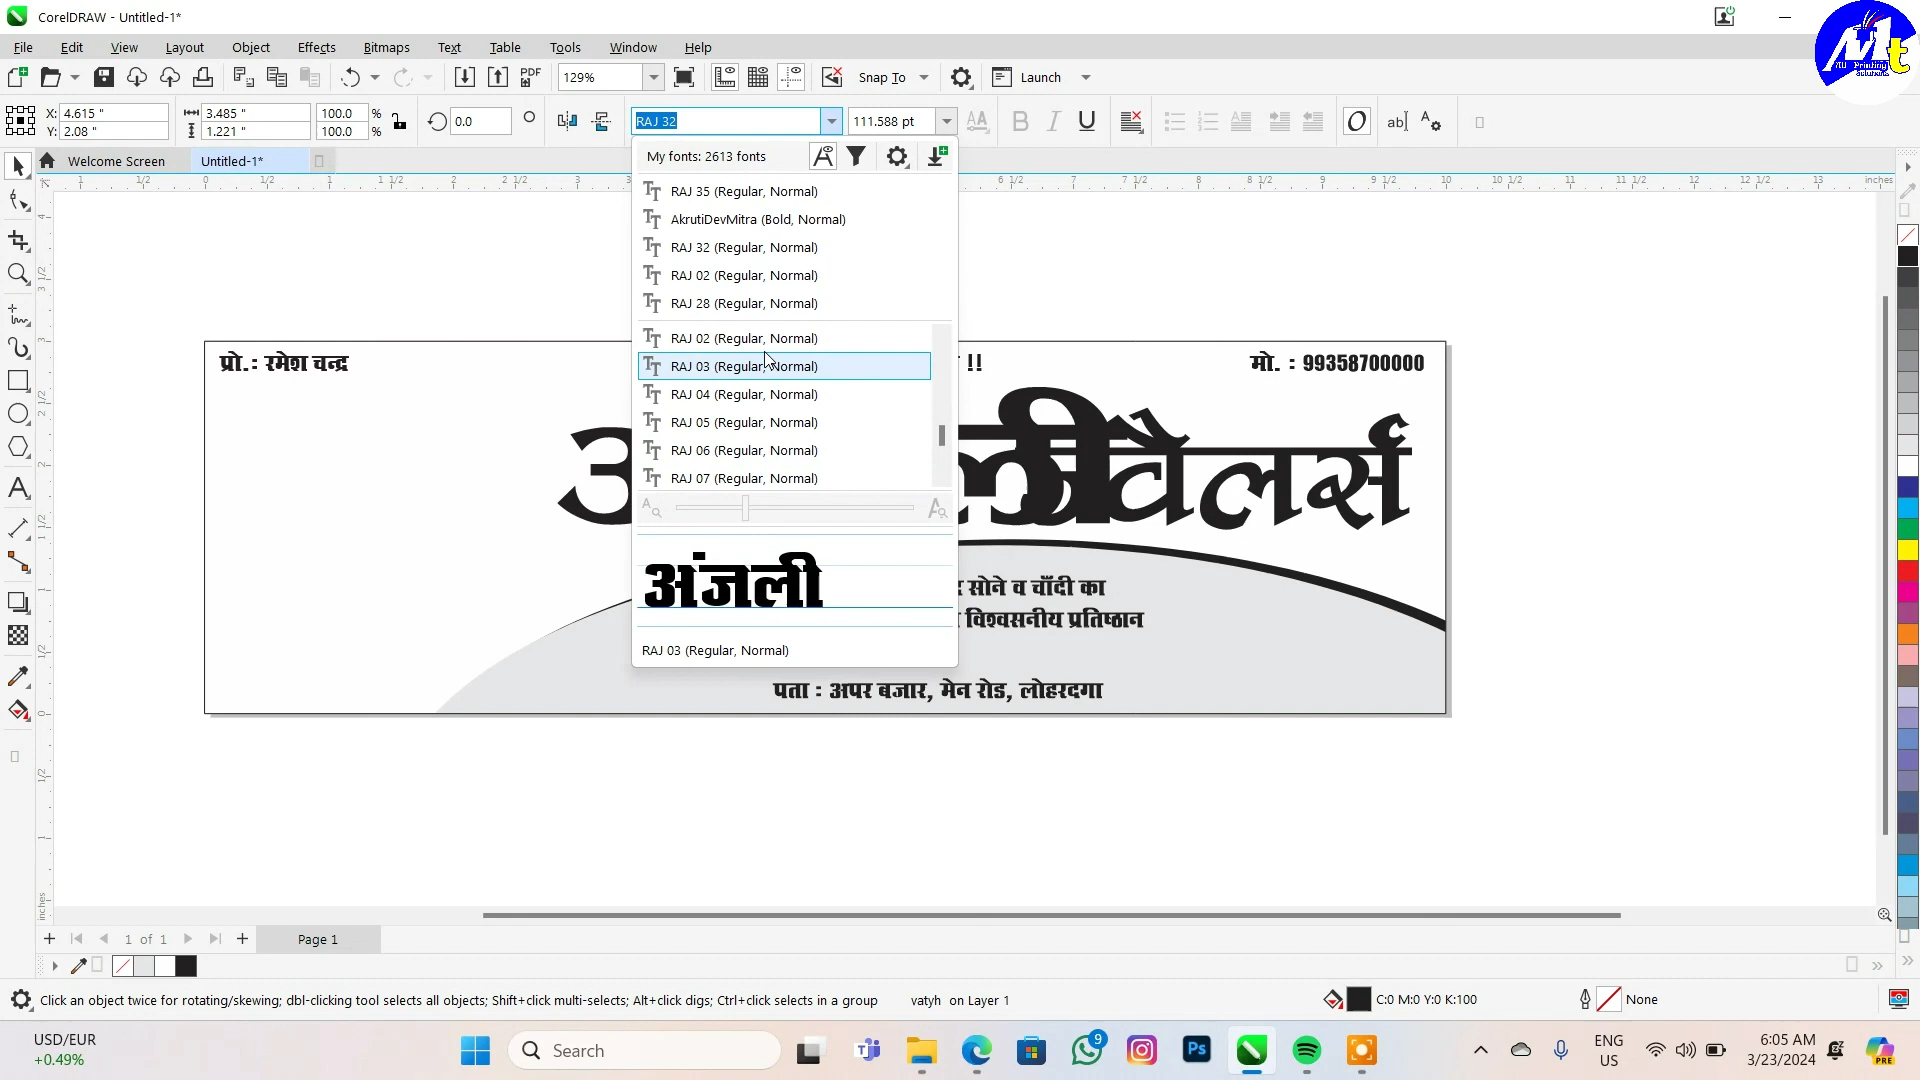 CorelDRAW - Untitled-1*
File Edit View Layout Object Effects Bitmaps Text Table Tools Window Help
PDF 129% Snap To Launch
X: 4.615 " 3.485 " 100.0 % 0.0 RAJ 32 111.588 pt
Y: 2.08 " 1.221 " 100.0 %
Welcome Screen Untitled-1*
My fonts: 2613 fonts
RAJ 35 (Regular, Normal)
AkrutiDevMitra (Bold, Normal)
RAJ 32 (Regular, Normal)
RAJ 02 (Regular, Normal)
RAJ 28 (Regular, Normal)
RAJ 02 (Regular, Normal)
RAJ 03 (Regular, Normal)
RAJ 04 (Regular, Normal)
RAJ 05 (Regular, Normal)
RAJ 06 (Regular, Normal)
RAJ 07 (Regular, Normal)
अंजली
RAJ 03 (Regular, Normal)
प्रो.: रमेश चन्द्र !! मो. : 99358700000
ली वैलर्स
सोने व चाँदी का
विश्वसनीय प्रतिष्ठान
पता : अपर बजार, मेन रोड, लोहरदगा
1 of 1 Page 1
Click an object twice for rotating/skewing; dbl-clicking tool selects all objects; Shift+click multi-selects; Alt+click digs; Ctrl+click selects in a group vatyh on Layer 1 C:0 M:0 Y:0 K:100 None
USD/EUR
+0.49%
Search
9
ENG
US
6:05 AM
3/23/2024
Mt
MU Printing
Solutions